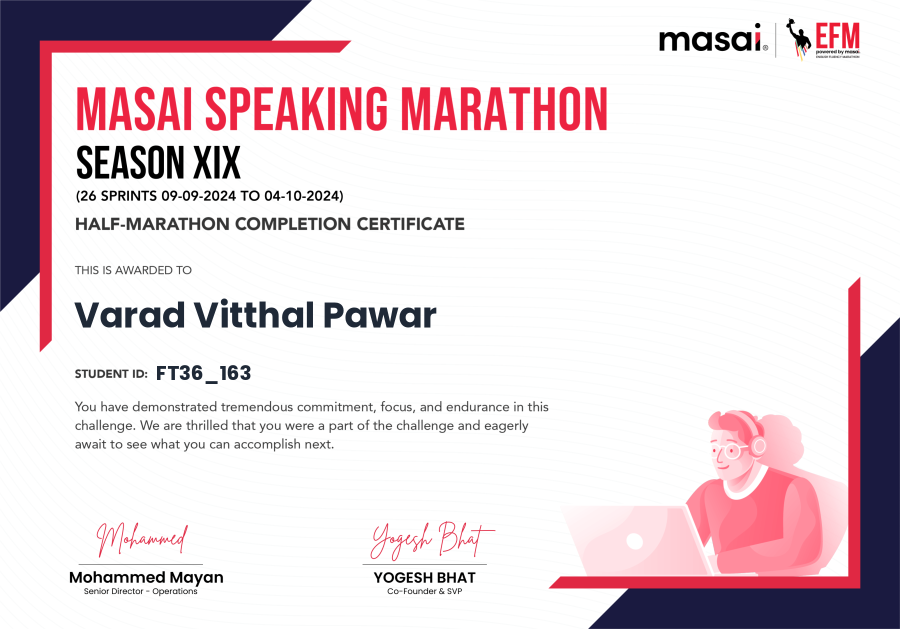 masai®
EFM
powered by masai
ENGLISH FLUENCY MARATHON
MASAI SPEAKING MARATHON
SEASON XIX
(26 SPRINTS 09-09-2024 TO 04-10-2024)
HALF-MARATHON COMPLETION CERTIFICATE
THIS IS AWARDED TO
Varad Vitthal Pawar
STUDENT ID: FT36_163
You have demonstrated tremendous commitment, focus, and endurance in this
challenge. We are thrilled that you were a part of the challenge and eagerly
await to see what you can accomplish next.
Mohammed
Yogesh Bhat
Mohammed Mayan
YOGESH BHAT
Senior Director - Operations
Co-Founder & SVP